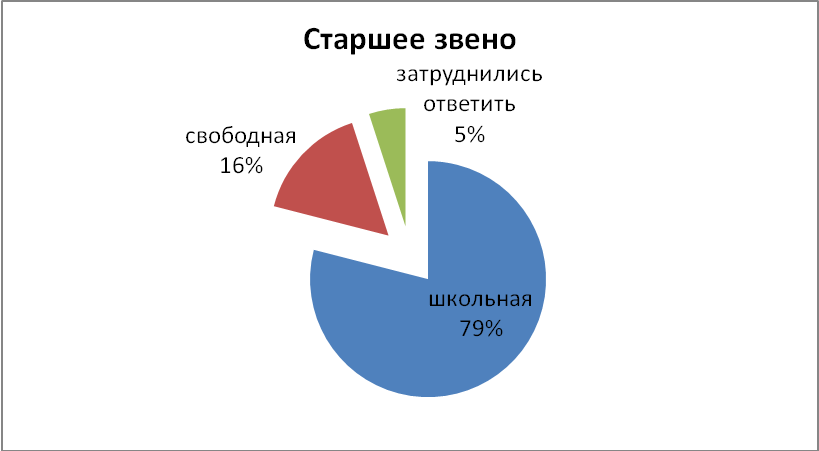 Старшее звено
затруднились
ответить
5%
свободная
16%
школьная
79%